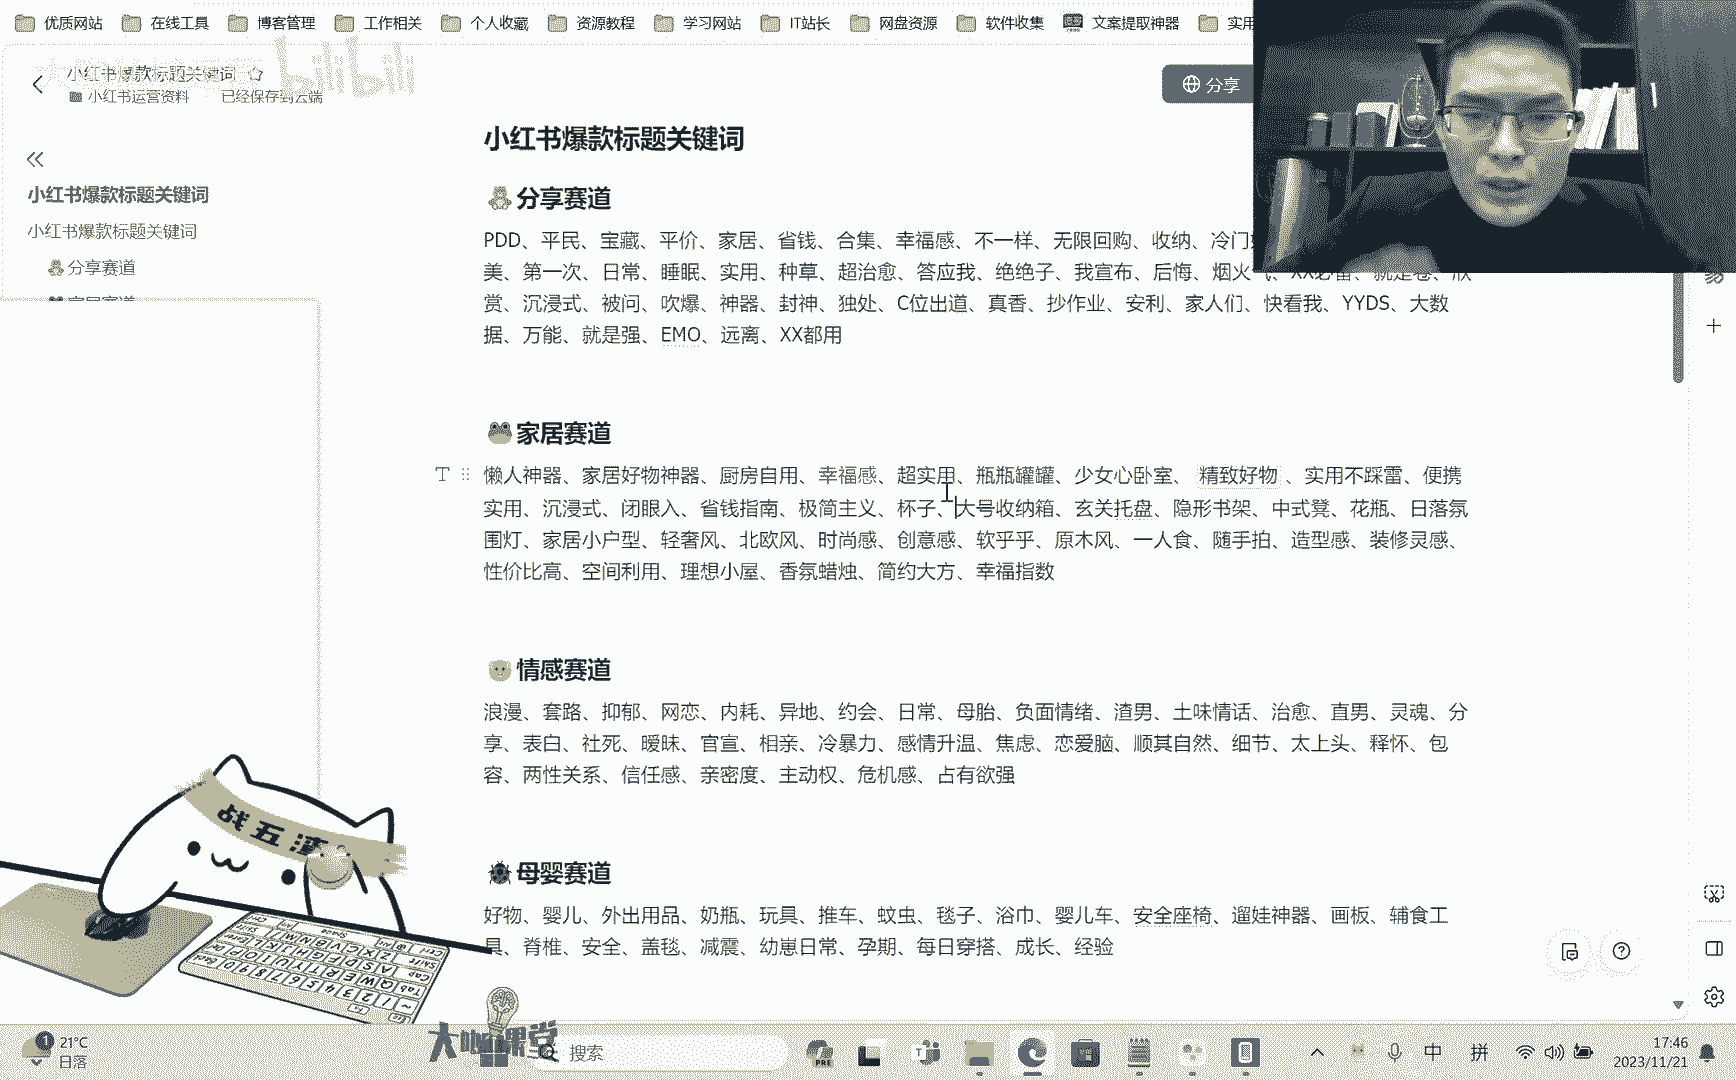 优质网站 在线工具 博客管理 工作相关 个人收藏 资源教程 学习网站 IT站长 网盘资源 软件收集 文案提取神器 实用
bilibili
小红书爆款标题关键词
小红书运营资料 已经保存到云端
分享
小红书爆款标题关键词
小红书爆款标题关键词
分享赛道
小红书爆款标题关键词
分享赛道
PDD、平民、宝藏、平价、家居、省钱、合集、幸福感、不一样、无限回购、收纳、冷门
美、第一次、日常、睡眠、实用、种草、超治愈、答应我、绝绝子、我宣布、后悔、烟火
赏、沉浸式、被问、吹爆、神器、封神、独处、C位出道、真香、抄作业、安利、家人们、快看我、YYDS、大数
据、万能、就是强、EMO、远离、XX都用
家居赛道
懒人神器、家居好物神器、厨房自用、幸福感、超实用、瓶瓶罐罐、少女心卧室、 精致好物 、实用不踩雷、便携
实用、沉浸式、闭眼入、省钱指南、极简主义、杯子、大号收纳箱、玄关托盘、隐形书架、中式凳、花瓶、日落氛
围灯、家居小户型、轻奢风、北欧风、时尚感、创意感、软乎乎、原木风、一人食、随手拍、造型感、装修灵感、
性价比高、空间利用、理想小屋、香氛蜡烛、简约大方、幸福指数
情感赛道
浪漫、套路、抑郁、网恋、内耗、异地、约会、日常、母胎、负面情绪、渣男、土味情话、治愈、直男、灵魂、分
享、表白、社死、暧昧、官宣、相亲、冷暴力、感情升温、焦虑、恋爱脑、顺其自然、细节、太上头、释怀、包
容、两性关系、信任感、亲密度、主动权、危机感、占有欲强
母婴赛道
好物、婴儿、外出用品、奶瓶、玩具、推车、蚊虫、毯子、浴巾、婴儿车、安全座椅、遛娃神器、画板、辅食工
具、脊椎、安全、盖毯、减震、幼崽日常、孕期、每日穿搭、成长、经验
战五渣
大咖课堂
1
21°C
日落
搜索
PRE
中 拼
17:46
2023/11/21